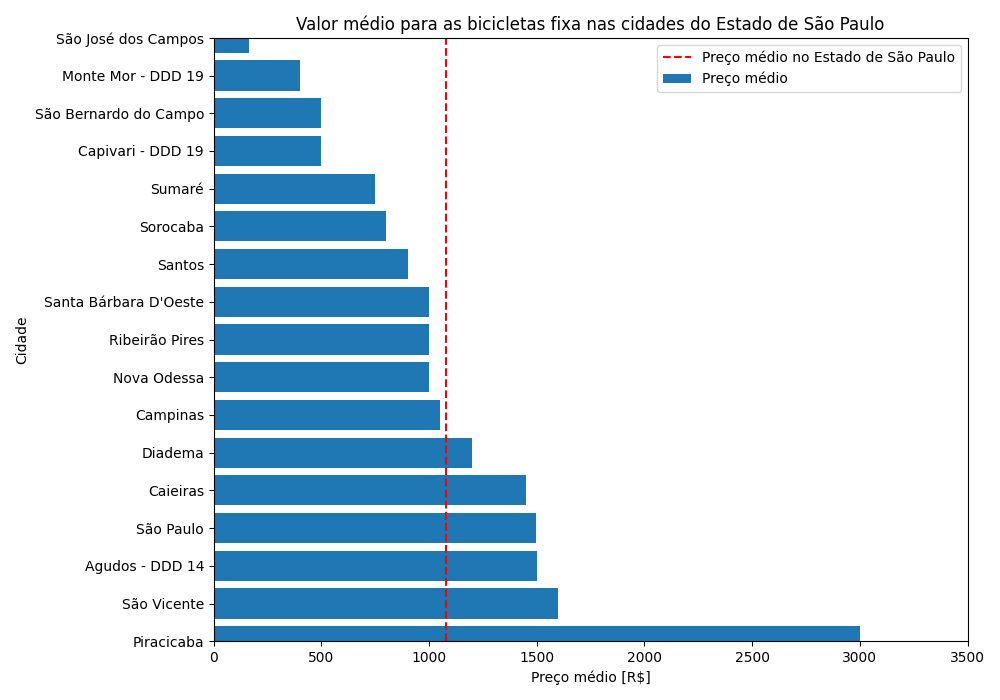 Valor médio para as bicicletas fixa nas cidades do Estado de São Paulo
Preço médio no Estado de São Paulo
Preço médio
Cidade
São José dos Campos
Monte Mor - DDD 19
São Bernardo do Campo
Capivari - DDD 19
Sumaré
Sorocaba
Santos
Santa Bárbara D'Oeste
Ribeirão Pires
Nova Odessa
Campinas
Diadema
Caieiras
São Paulo
Agudos - DDD 14
São Vicente
Piracicaba
0 500 1000 1500 2000 2500 3000 3500
Preço médio [R$]